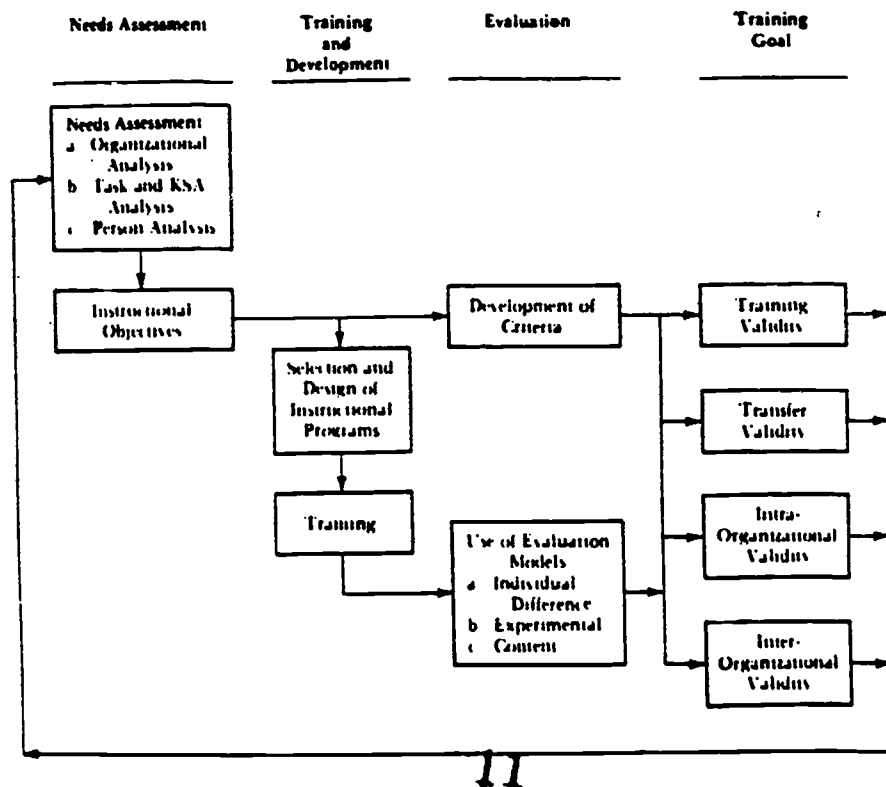 Needs Assessment
Training
and
Development
Evaluation
Training
Goal
Needs Assessment
a Organizational
Analysis
b Task and KSA
Analysis
c Person Analysis
Instructional
Objectives
Selection and
Design of
Instructional
Programs
Training
Development of
Criteria
Use of Evaluation
Models
a Individual
Difference
b Experimental
c Content
Training
Validity
Transfer
Validity
Intra-
Organizational
Validity
Inter-
Organizational
Validity
11